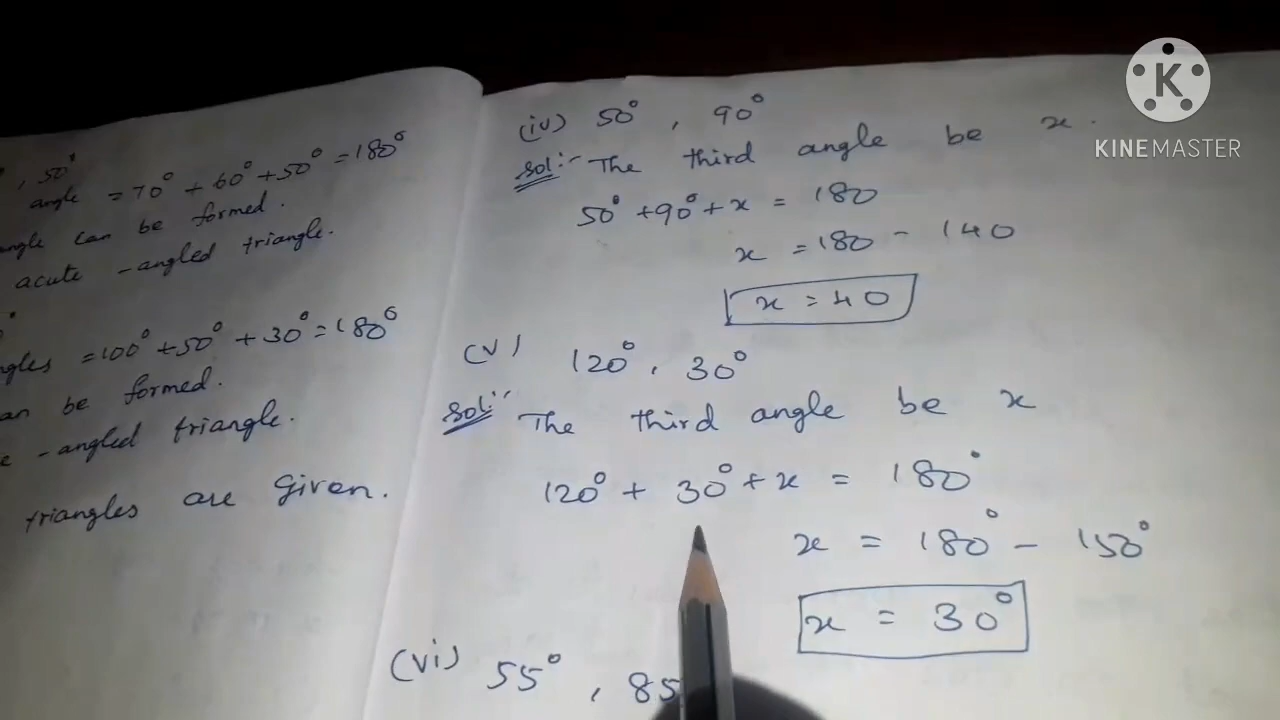 , 50°
angle = 70° + 60° + 50° = 180°
angle can be formed.
acute - angled triangle.
= 100° + 50° + 30° = 180°
be formed.
- angled triangle.
triangles are given.
(iv) 50° , 90°
Sol:- The third angle be x.
50° + 90° + x = 180
x = 180 - 140
x = 40
(v) 120° , 30°
Sol:- The third angle be x
120° + 30° + x = 180°
x = 180° - 150°
x = 30°
(vi) 55° , 85
K
KINEMASTER